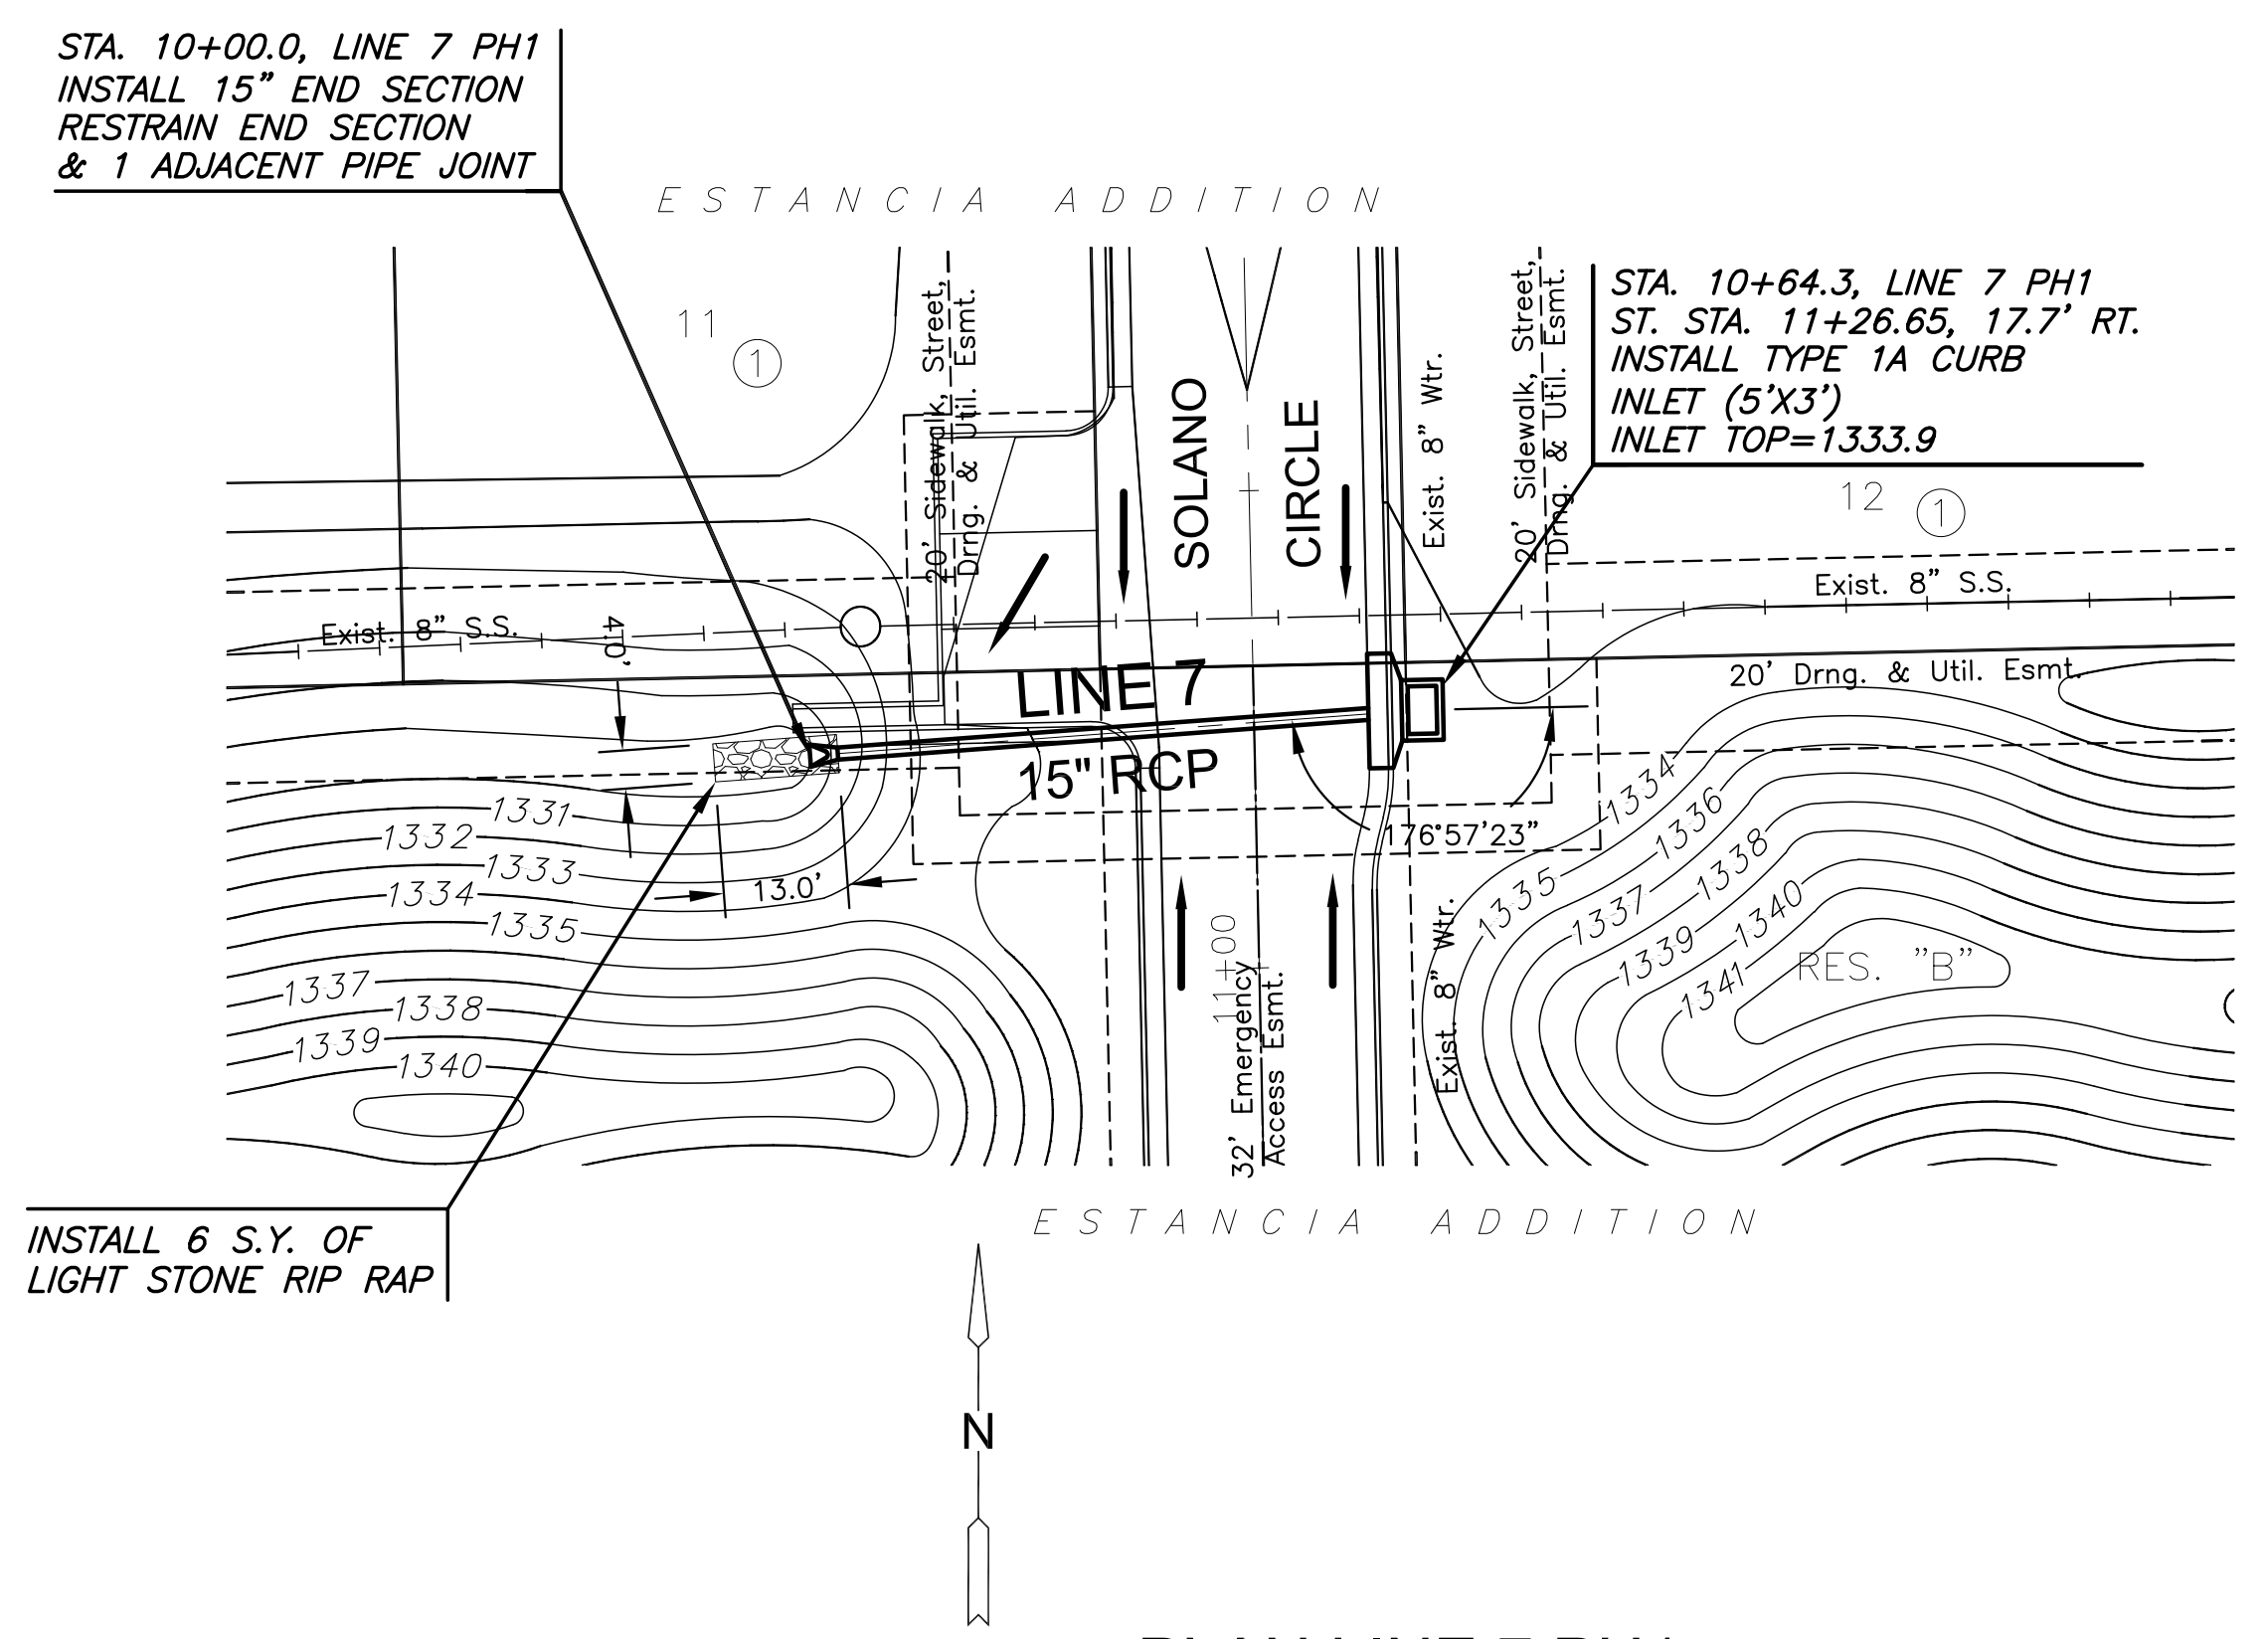 STA. 10+00.0, LINE 7 PH1
INSTALL 15" END SECTION
RESTRAIN END SECTION
& 1 ADJACENT PIPE JOINT
ESTANCIA ADDITION
STA. 10+64.3, LINE 7 PH1
ST. STA. 11+26.65, 17.7' RT.
INSTALL TYPE 1A CURB
INLET (5'X3')
INLET TOP=1333.9
11
1
20' Sidewalk, Street,
Drng. & Util. Esmt.
SOLANO
CIRCLE
Exist. 8" Wtr.
20' Sidewalk, Street,
Drng. & Util. Esmt.
12
1
Exist. 8" S.S.
Exist. 8" S.S.
4.0'
LINE 7
20' Drng. & Util. Esmt.
15" RCP
176°57'23"
13.0'
1331
1332
1333
1334
1335
1337
1338
1339
1340
1334
1336
1338
1340
1335
1337
1339
1341
RES. "B"
11+00
32' Emergency
Access Esmt.
Exist. 8" Wtr.
ESTANCIA ADDITION
INSTALL 6 S.Y. OF
LIGHT STONE RIP RAP
N